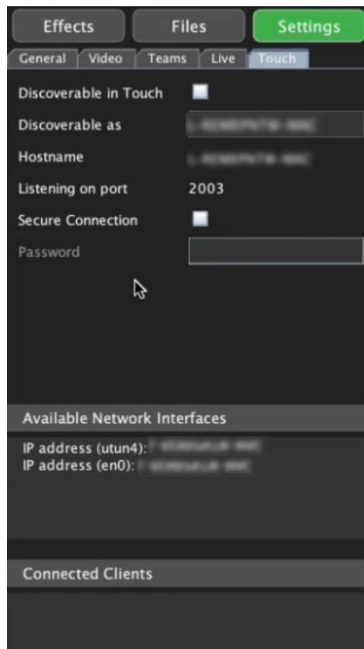 Effects Files Settings
General Video Teams Live Touch
Discoverable in Touch
Discoverable as
Hostname
Listening on port 2003
Secure Connection
Password
Available Network Interfaces
IP address (utun4):
IP address (en0):
Connected Clients